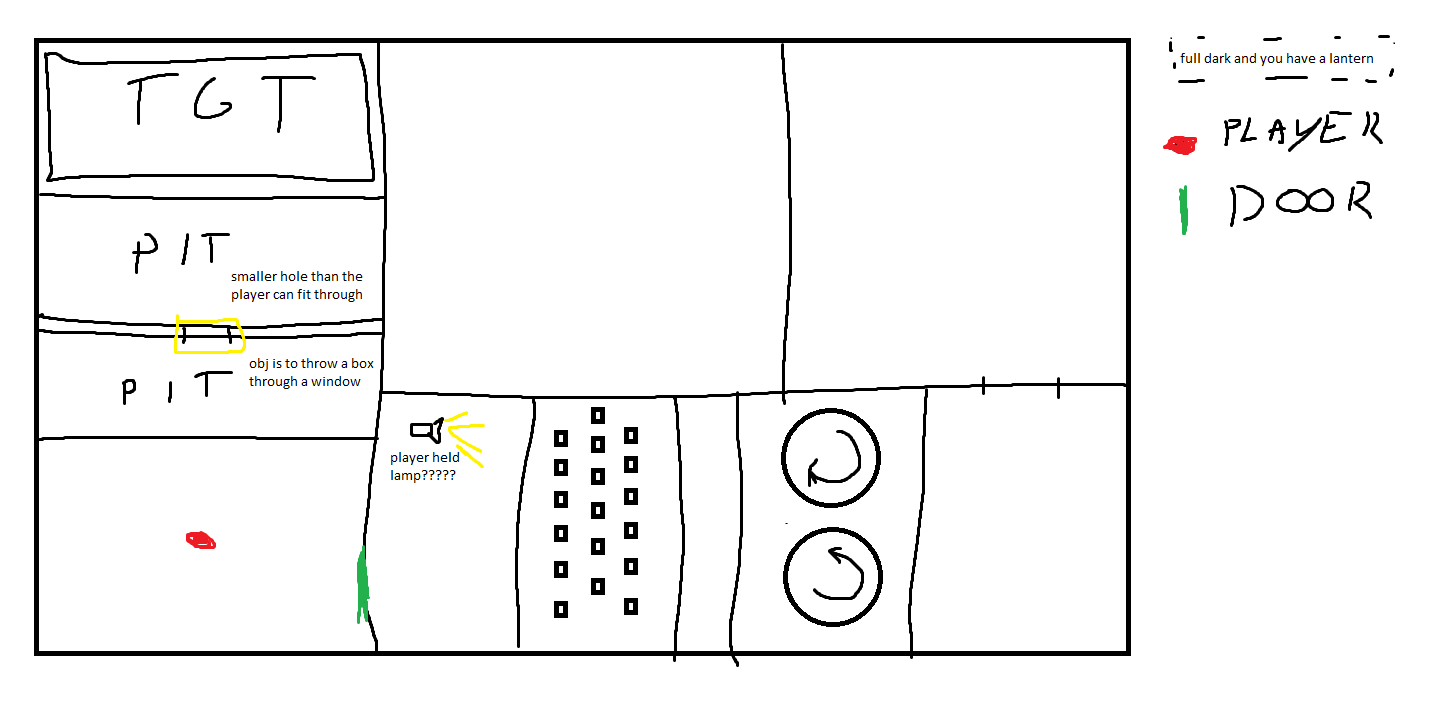 TGT
full dark and you have a lantern
PLAYER
DOOR
PIT
smaller hole than the
player can fit through
obj is to throw a box
through a window
PIT
player held
lamp?????